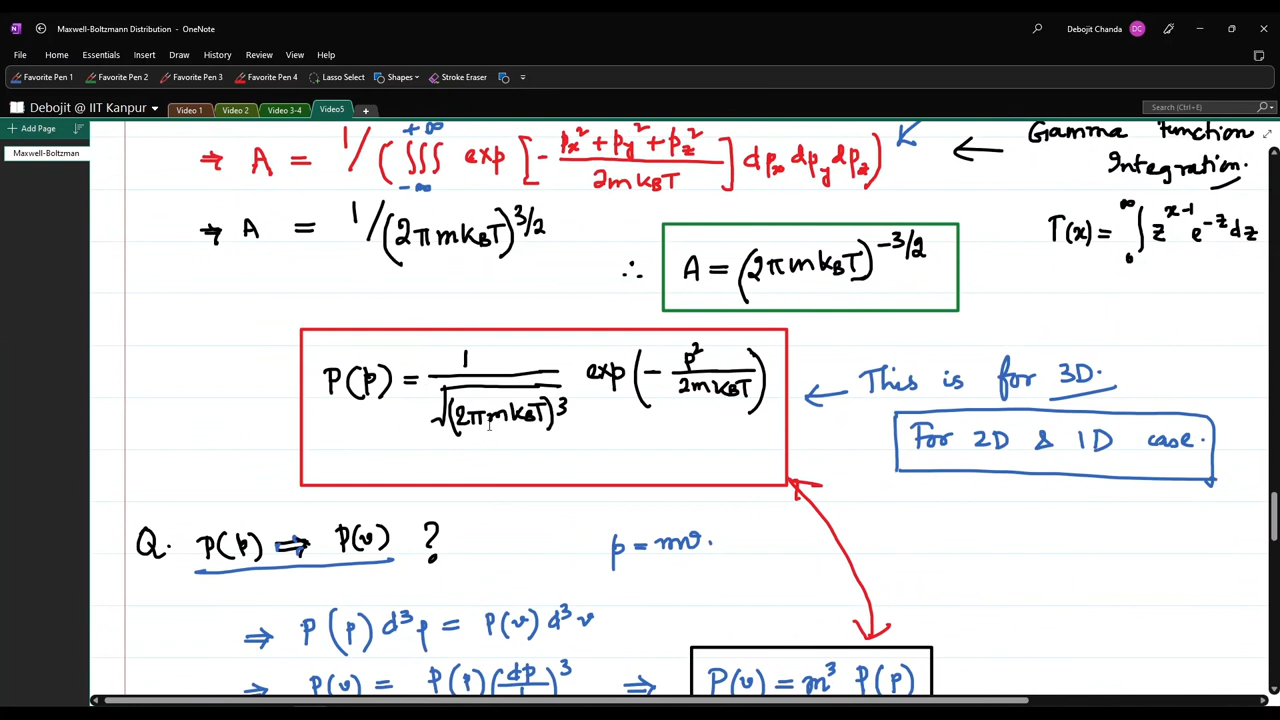 Maxwell-Boltzmann Distribution - OneNote
Debojit Chanda DC
File Home Essentials Insert Draw History Review View Help
Favorite Pen 1 Favorite Pen 2 Favorite Pen 3 Favorite Pen 4 Lasso Select Shapes Stroke Eraser
Debojit @ IIT Kanpur Video 1 Video 2 Video 3-4 Video5 + Search (Ctrl+E)
+ Add Page
Maxwell-Boltzman
⇒ A = 1/(∭_{-∞}^{+∞} exp[-(px²+py²+pz²)/(2mkBT)] dpx dpy dpz)
← Gamma function
Integration.
⇒ A = 1/(2πmkBT)^{3/2}
Γ(x) = ∫_0^∞ z^{x-1} e^{-z} dz
∴ A = (2πmkBT)^{-3/2}
P(p) = 1/√(2πmkBT)³ exp(-p²/(2mkBT))
← This is for 3D.
For 2D & 1D case.
Q. P(p) ⇒ P(v) ?
p = mv.
⇒ P(p) d³p = P(v) d³v
⇒ P(v) = P(p) (dp/)³ ⇒ P(v) = m³ P(p)